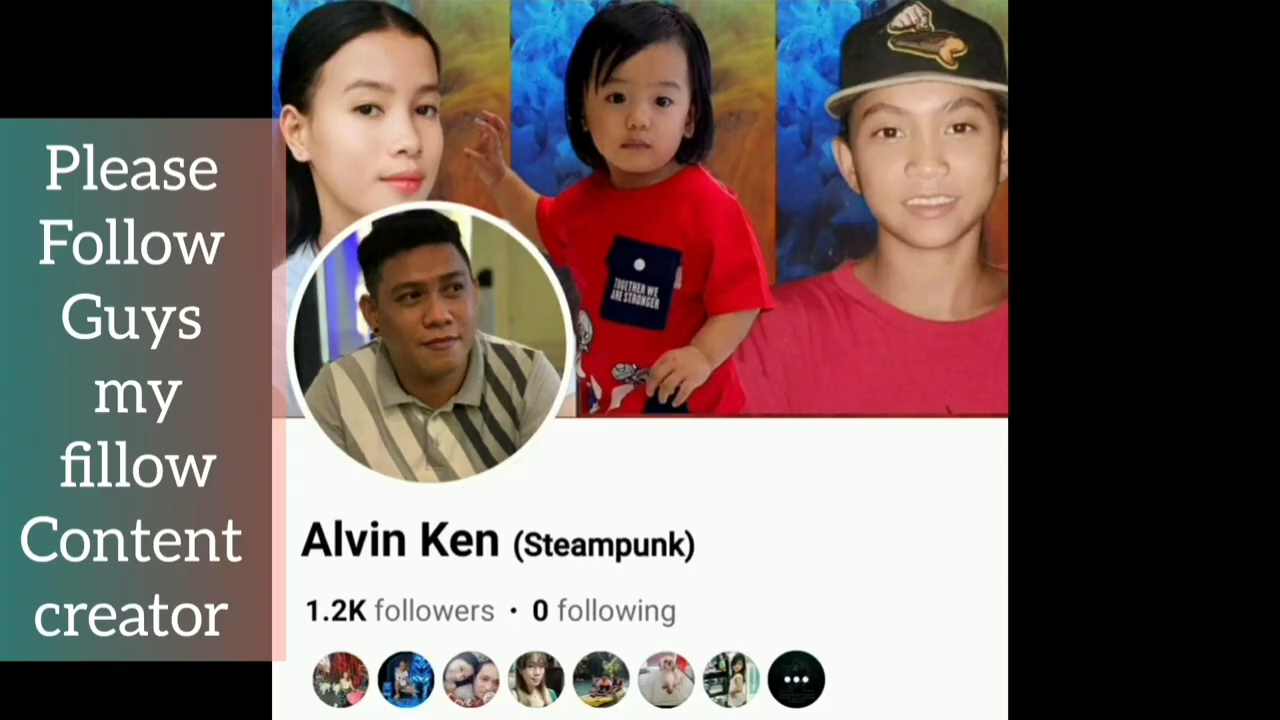 Please
Follow
Guys
my
fillow
Content
creator
TOGETHER WE
ARE STRONGER
Alvin Ken (Steampunk)
1.2K followers · 0 following